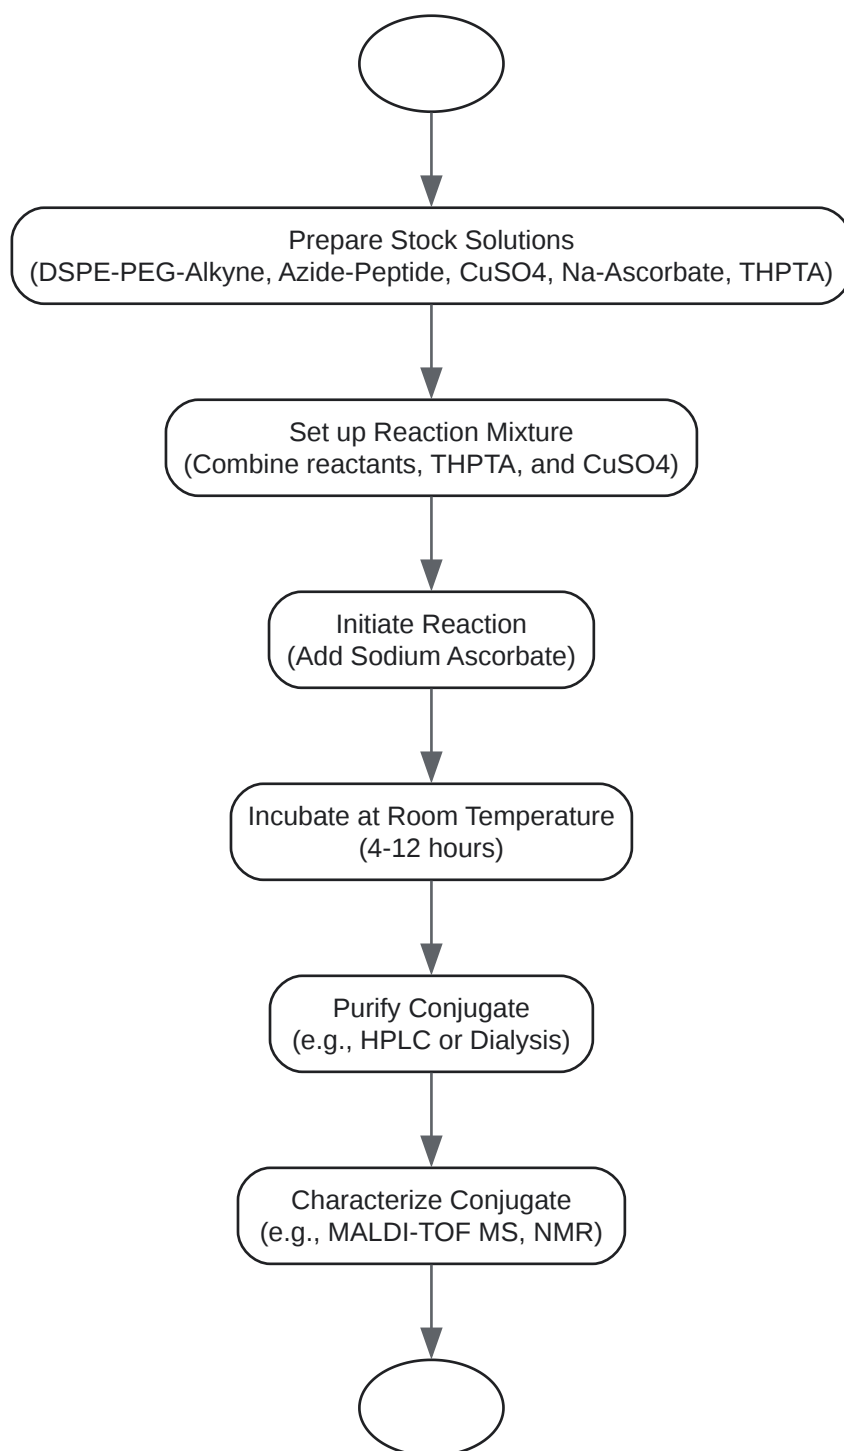 Prepare Stock Solutions
(DSPE-PEG-Alkyne, Azide-Peptide, CuSO4, Na-Ascorbate, THPTA)
Set up Reaction Mixture
(Combine reactants, THPTA, and CuSO4)
Initiate Reaction
(Add Sodium Ascorbate)
Incubate at Room Temperature
(4-12 hours)
Purify Conjugate
(e.g., HPLC or Dialysis)
Characterize Conjugate
(e.g., MALDI-TOF MS, NMR)